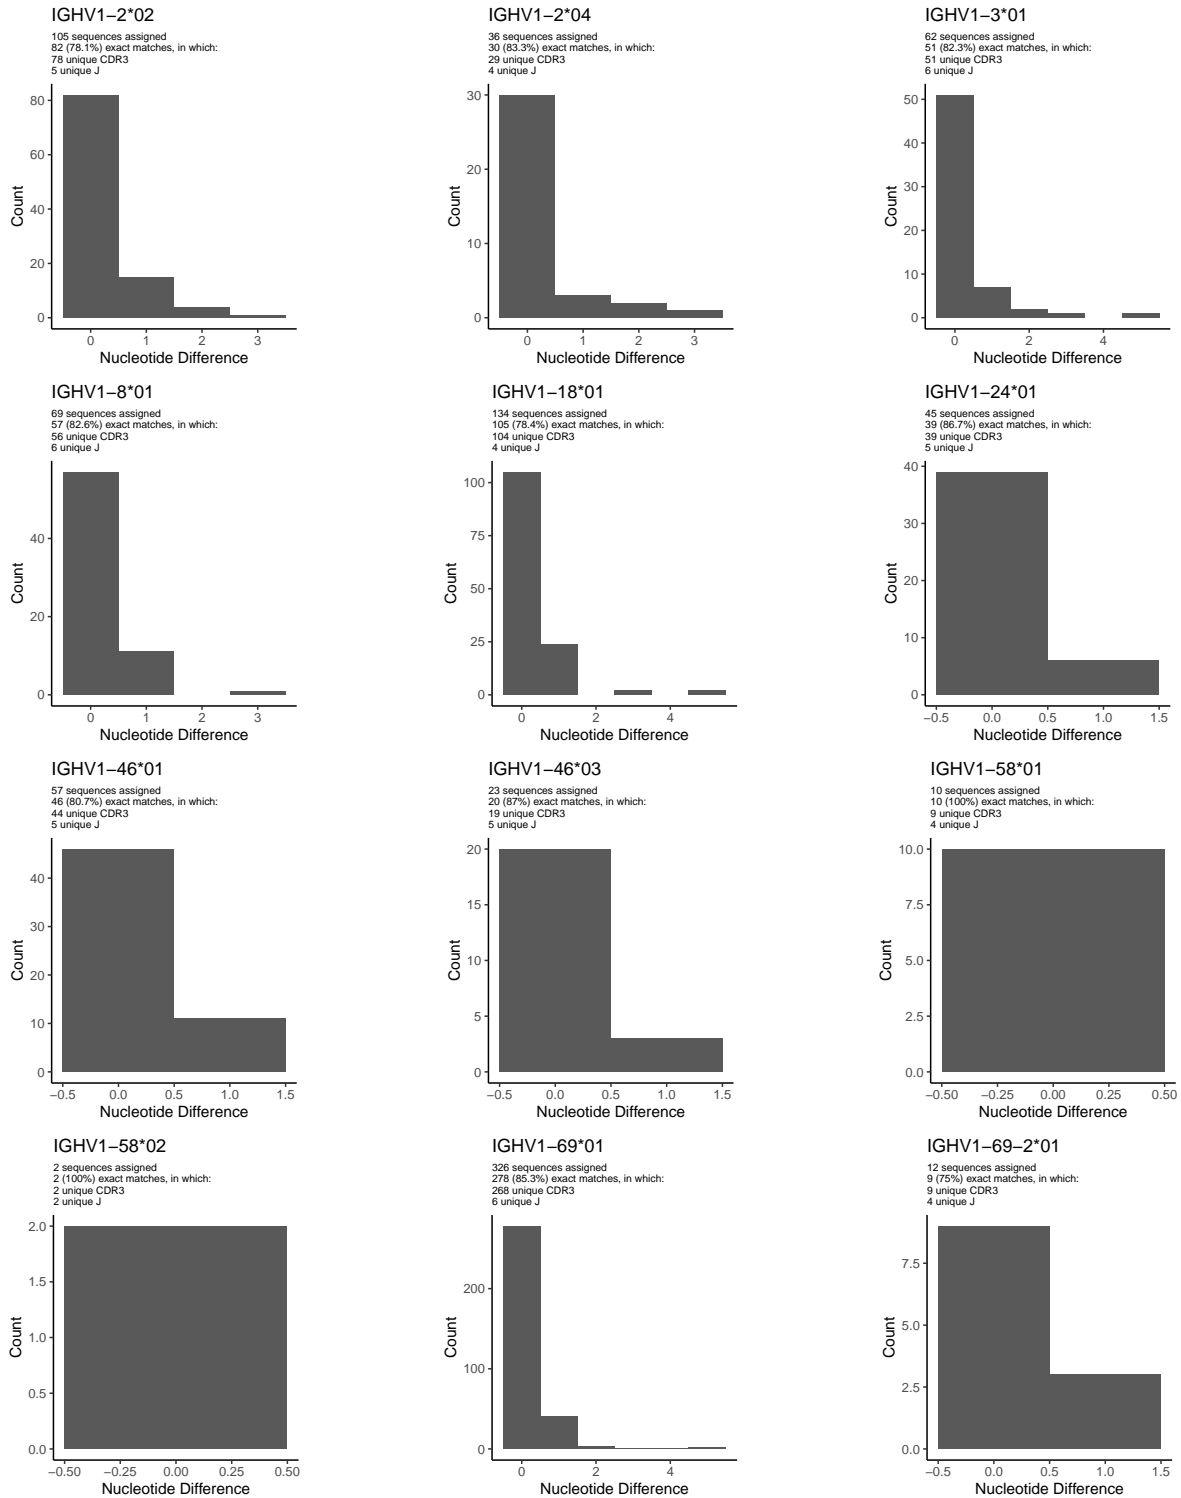 IGHV1−2*02
105 sequences assigned
82 (78.1%) exact matches, in which:
78 unique CDR3
5 unique J
80
60
40
20
0
Count
0 1 2 3
Nucleotide Difference
IGHV1−2*04
36 sequences assigned
30 (83.3%) exact matches, in which:
29 unique CDR3
4 unique J
30
20
10
0
Count
0 1 2 3
Nucleotide Difference
IGHV1−3*01
62 sequences assigned
51 (82.3%) exact matches, in which:
51 unique CDR3
6 unique J
50
40
30
20
10
0
Count
0 2 4
Nucleotide Difference
IGHV1−8*01
69 sequences assigned
57 (82.6%) exact matches, in which:
56 unique CDR3
6 unique J
40
20
0
Count
0 1 2 3
Nucleotide Difference
IGHV1−18*01
134 sequences assigned
105 (78.4%) exact matches, in which:
104 unique CDR3
4 unique J
100
75
50
25
0
Count
0 2 4
Nucleotide Difference
IGHV1−24*01
45 sequences assigned
39 (86.7%) exact matches, in which:
39 unique CDR3
5 unique J
40
30
20
10
0
Count
−0.5 0.0 0.5 1.0 1.5
Nucleotide Difference
IGHV1−46*01
57 sequences assigned
46 (80.7%) exact matches, in which:
44 unique CDR3
5 unique J
40
30
20
10
0
Count
−0.5 0.0 0.5 1.0 1.5
Nucleotide Difference
IGHV1−46*03
23 sequences assigned
20 (87%) exact matches, in which:
19 unique CDR3
5 unique J
20
15
10
5
0
Count
−0.5 0.0 0.5 1.0 1.5
Nucleotide Difference
IGHV1−58*01
10 sequences assigned
10 (100%) exact matches, in which:
9 unique CDR3
4 unique J
10.0
7.5
5.0
2.5
0.0
Count
−0.50 −0.25 0.00 0.25 0.50
Nucleotide Difference
IGHV1−58*02
2 sequences assigned
2 (100%) exact matches, in which:
2 unique CDR3
2 unique J
2.0
1.5
1.0
0.5
0.0
Count
−0.50 −0.25 0.00 0.25 0.50
Nucleotide Difference
IGHV1−69*01
326 sequences assigned
278 (85.3%) exact matches, in which:
268 unique CDR3
6 unique J
200
100
0
Count
0 2 4
Nucleotide Difference
IGHV1−69−2*01
12 sequences assigned
9 (75%) exact matches, in which:
9 unique CDR3
4 unique J
7.5
5.0
2.5
0.0
Count
−0.5 0.0 0.5 1.0 1.5
Nucleotide Difference